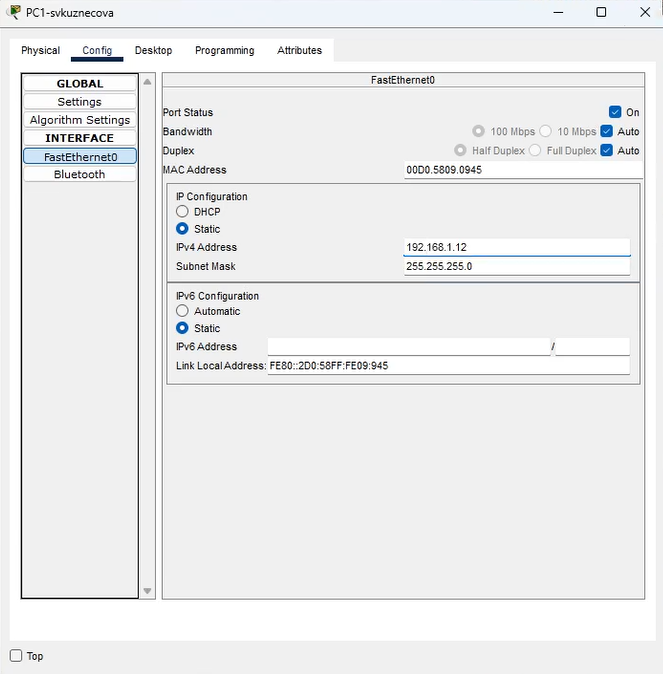 PC1-svkuznecova
Physical Config Desktop Programming Attributes
GLOBAL
Settings
Algorithm Settings
INTERFACE
FastEthernet0
Bluetooth
FastEthernet0
Port Status On
Bandwidth 100 Mbps 10 Mbps Auto
Duplex Half Duplex Full Duplex Auto
MAC Address 00D0.5809.0945
IP Configuration
DHCP
Static
IPv4 Address 192.168.1.12
Subnet Mask 255.255.255.0
IPv6 Configuration
Automatic
Static
IPv6 Address /
Link Local Address: FE80::2D0:58FF:FE09:945
Top